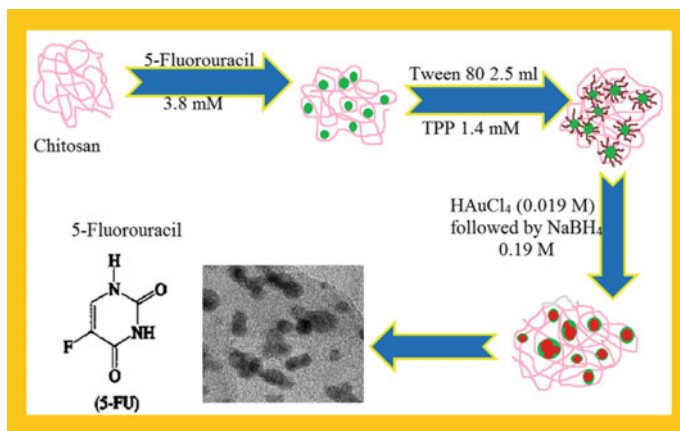 5-Fluorouracil
3.8 mM
Chitosan
Tween 80 2.5 ml
TPP 1.4 mM
HAuCl₄ (0.019 M)
followed by NaBH₄
0.19 M
5-Fluorouracil
H
N
O
NH
F
O
(5-FU)